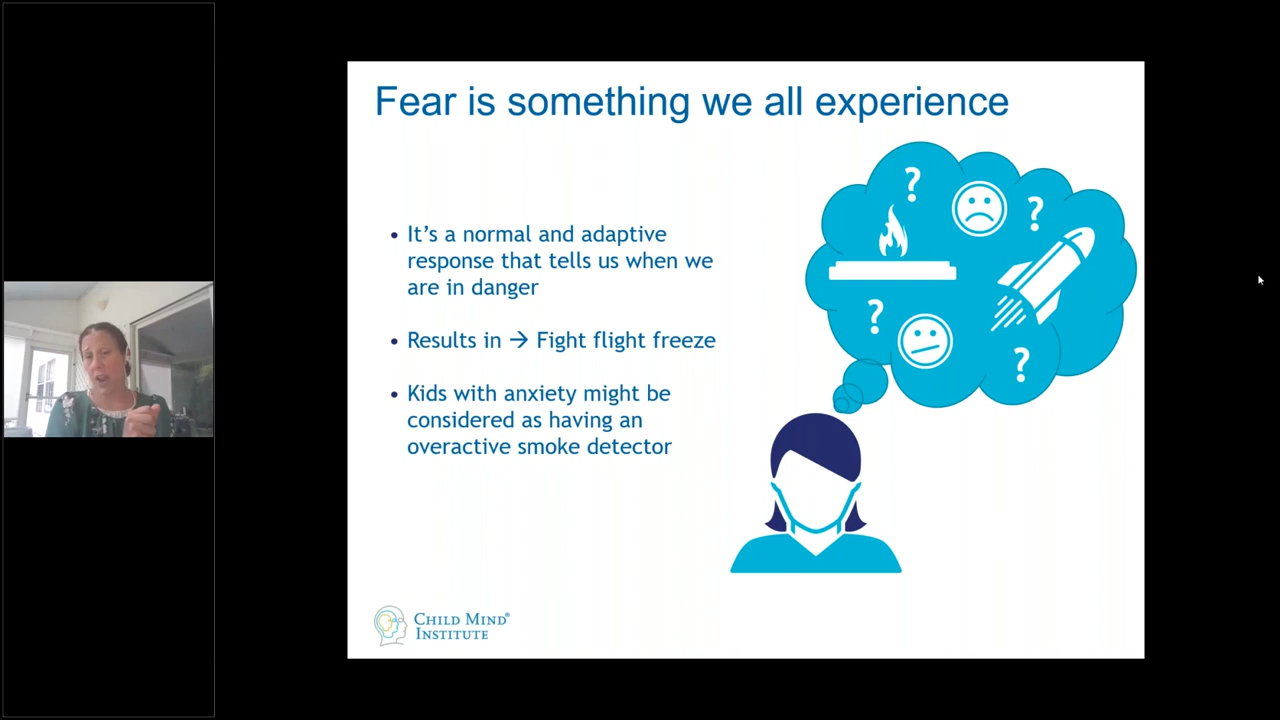 Fear is something we all experience
• It’s a normal and adaptive
response that tells us when we
are in danger
• Results in → Fight flight freeze
• Kids with anxiety might be
considered as having an
overactive smoke detector
? ?
? ?
CHILD MIND®
INSTITUTE